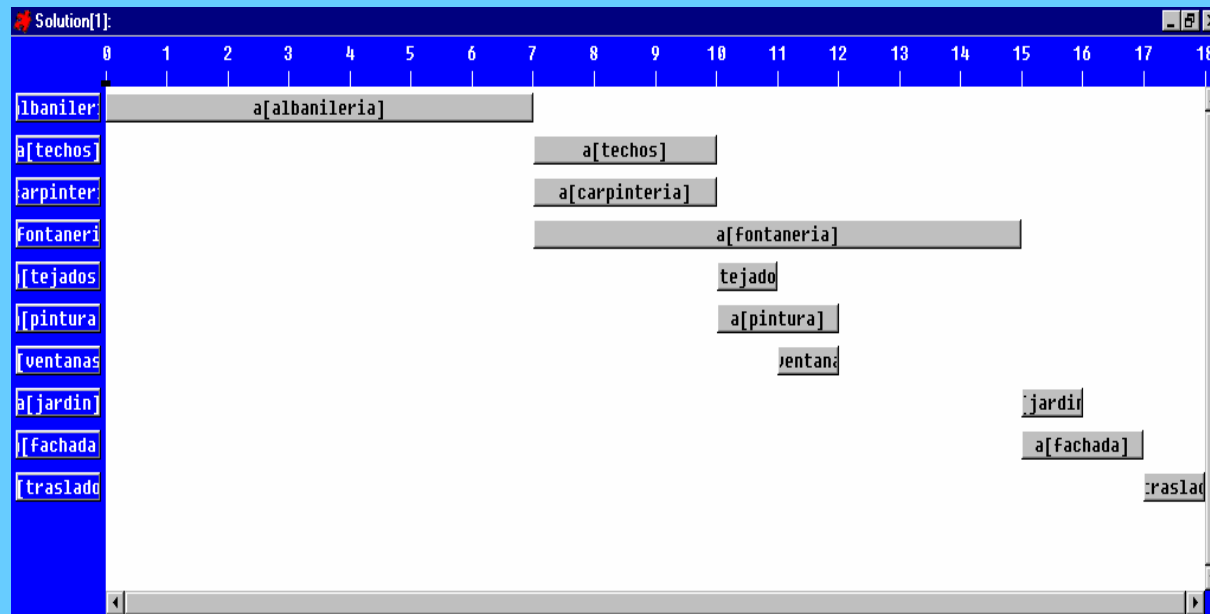 Solution[1]:
0 1 2 3 4 5 6 7 8 9 10 11 12 13 14 15 16 17 18
lbaniler a[albanileria]
a[techos] a[techos]
carpinter a[carpinteria]
fontaneri a[fontaneria]
[tejados tejado
[pintura a[pintura]
[ventanas ventana
a[jardin] [jardin
[fachada a[fachada]
[traslado traslad